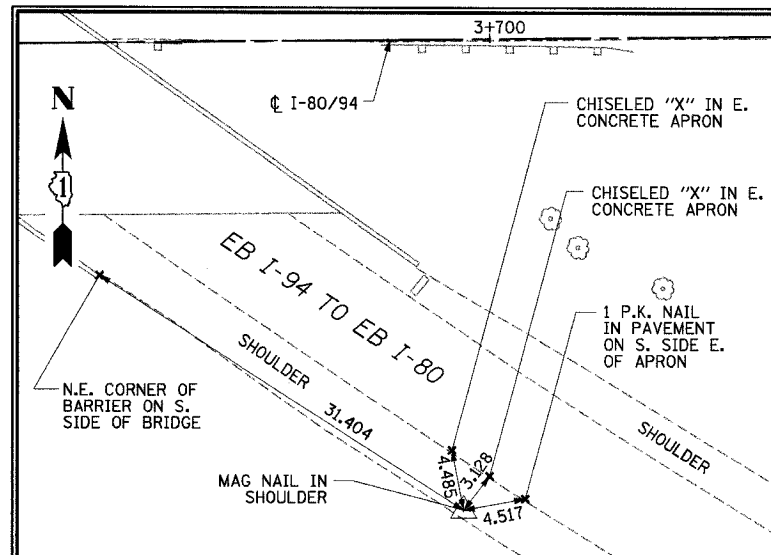 3+700
℄ I-80/94
N
1
CHISELED "X" IN E.
CONCRETE APRON
CHISELED "X" IN E.
CONCRETE APRON
EB I-94 TO EB I-80
1 P.K. NAIL
IN PAVEMENT
ON S. SIDE E.
OF APRON
SHOULDER
N.E. CORNER OF
BARRIER ON S.
SIDE OF BRIDGE
31.404
SHOULDER
MAG NAIL IN
SHOULDER
4.485
3.128
4.517